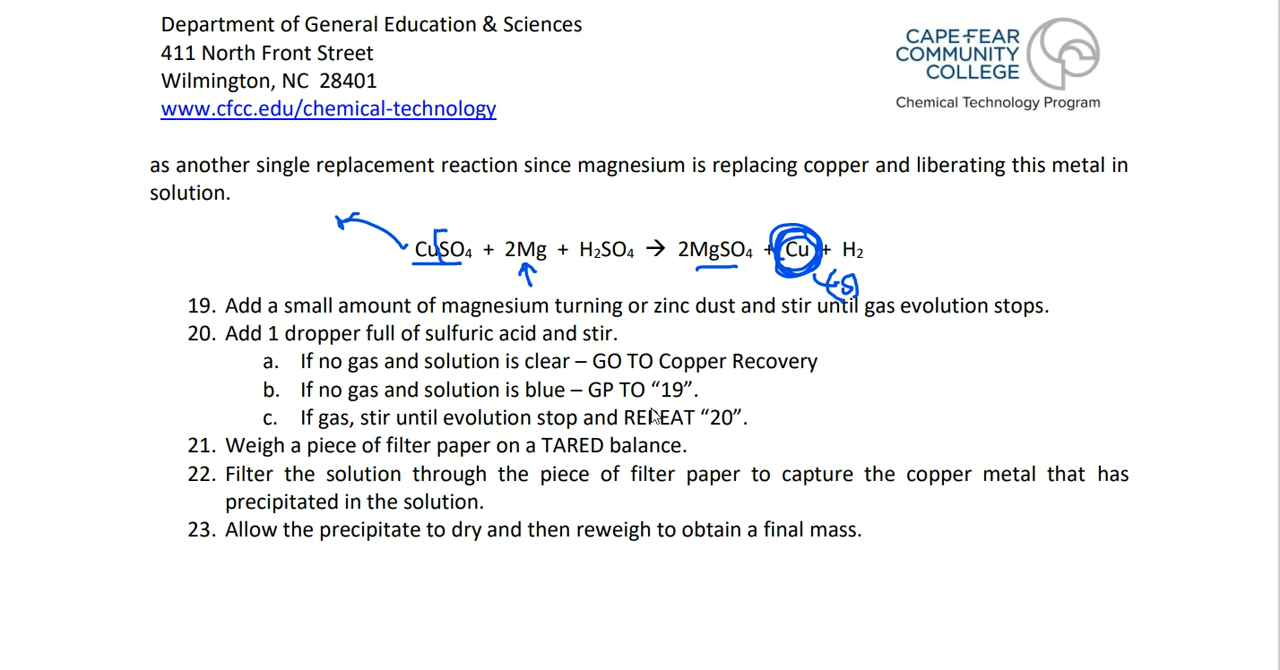 Department of General Education & Sciences
411 North Front Street
Wilmington, NC 28401
www.cfcc.edu/chemical-technology
CAPE FEAR
COMMUNITY
COLLEGE
Chemical Technology Program
as another single replacement reaction since magnesium is replacing copper and liberating this metal in
solution.
CuSO₄ + 2Mg + H₂SO₄ → 2MgSO₄ + Cu + H₂
(s)
19. Add a small amount of magnesium turning or zinc dust and stir until gas evolution stops.
20. Add 1 dropper full of sulfuric acid and stir.
a. If no gas and solution is clear – GO TO Copper Recovery
b. If no gas and solution is blue – GP TO “19”.
c. If gas, stir until evolution stop and REPEAT “20”.
21. Weigh a piece of filter paper on a TARED balance.
22. Filter the solution through the piece of filter paper to capture the copper metal that has
precipitated in the solution.
23. Allow the precipitate to dry and then reweigh to obtain a final mass.